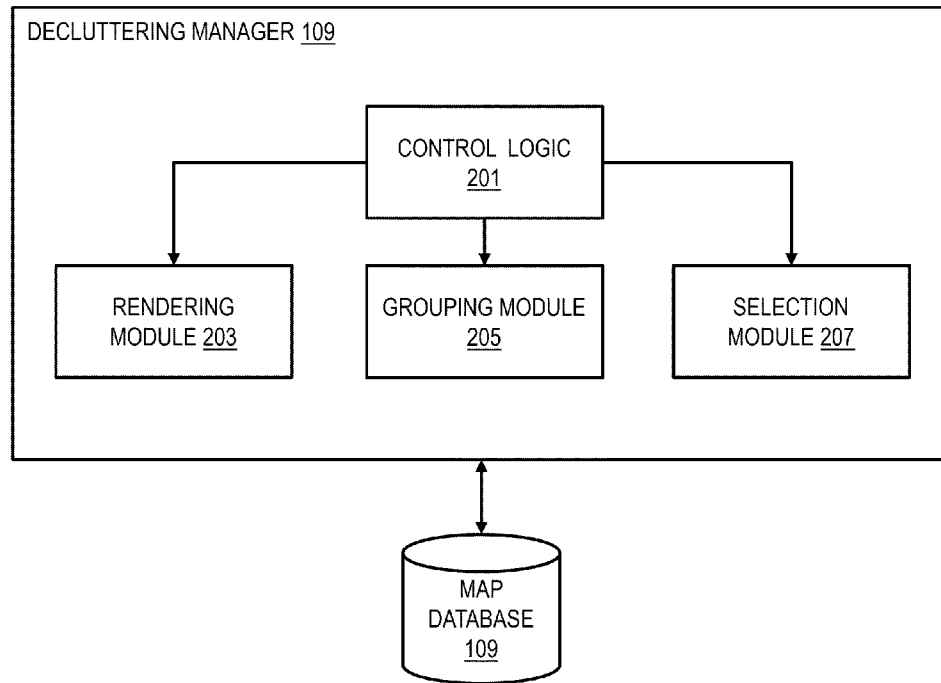 DECLUTTERING MANAGER 109
CONTROL LOGIC
201
RENDERING
MODULE 203
GROUPING MODULE
205
SELECTION
MODULE 207
MAP
DATABASE
109